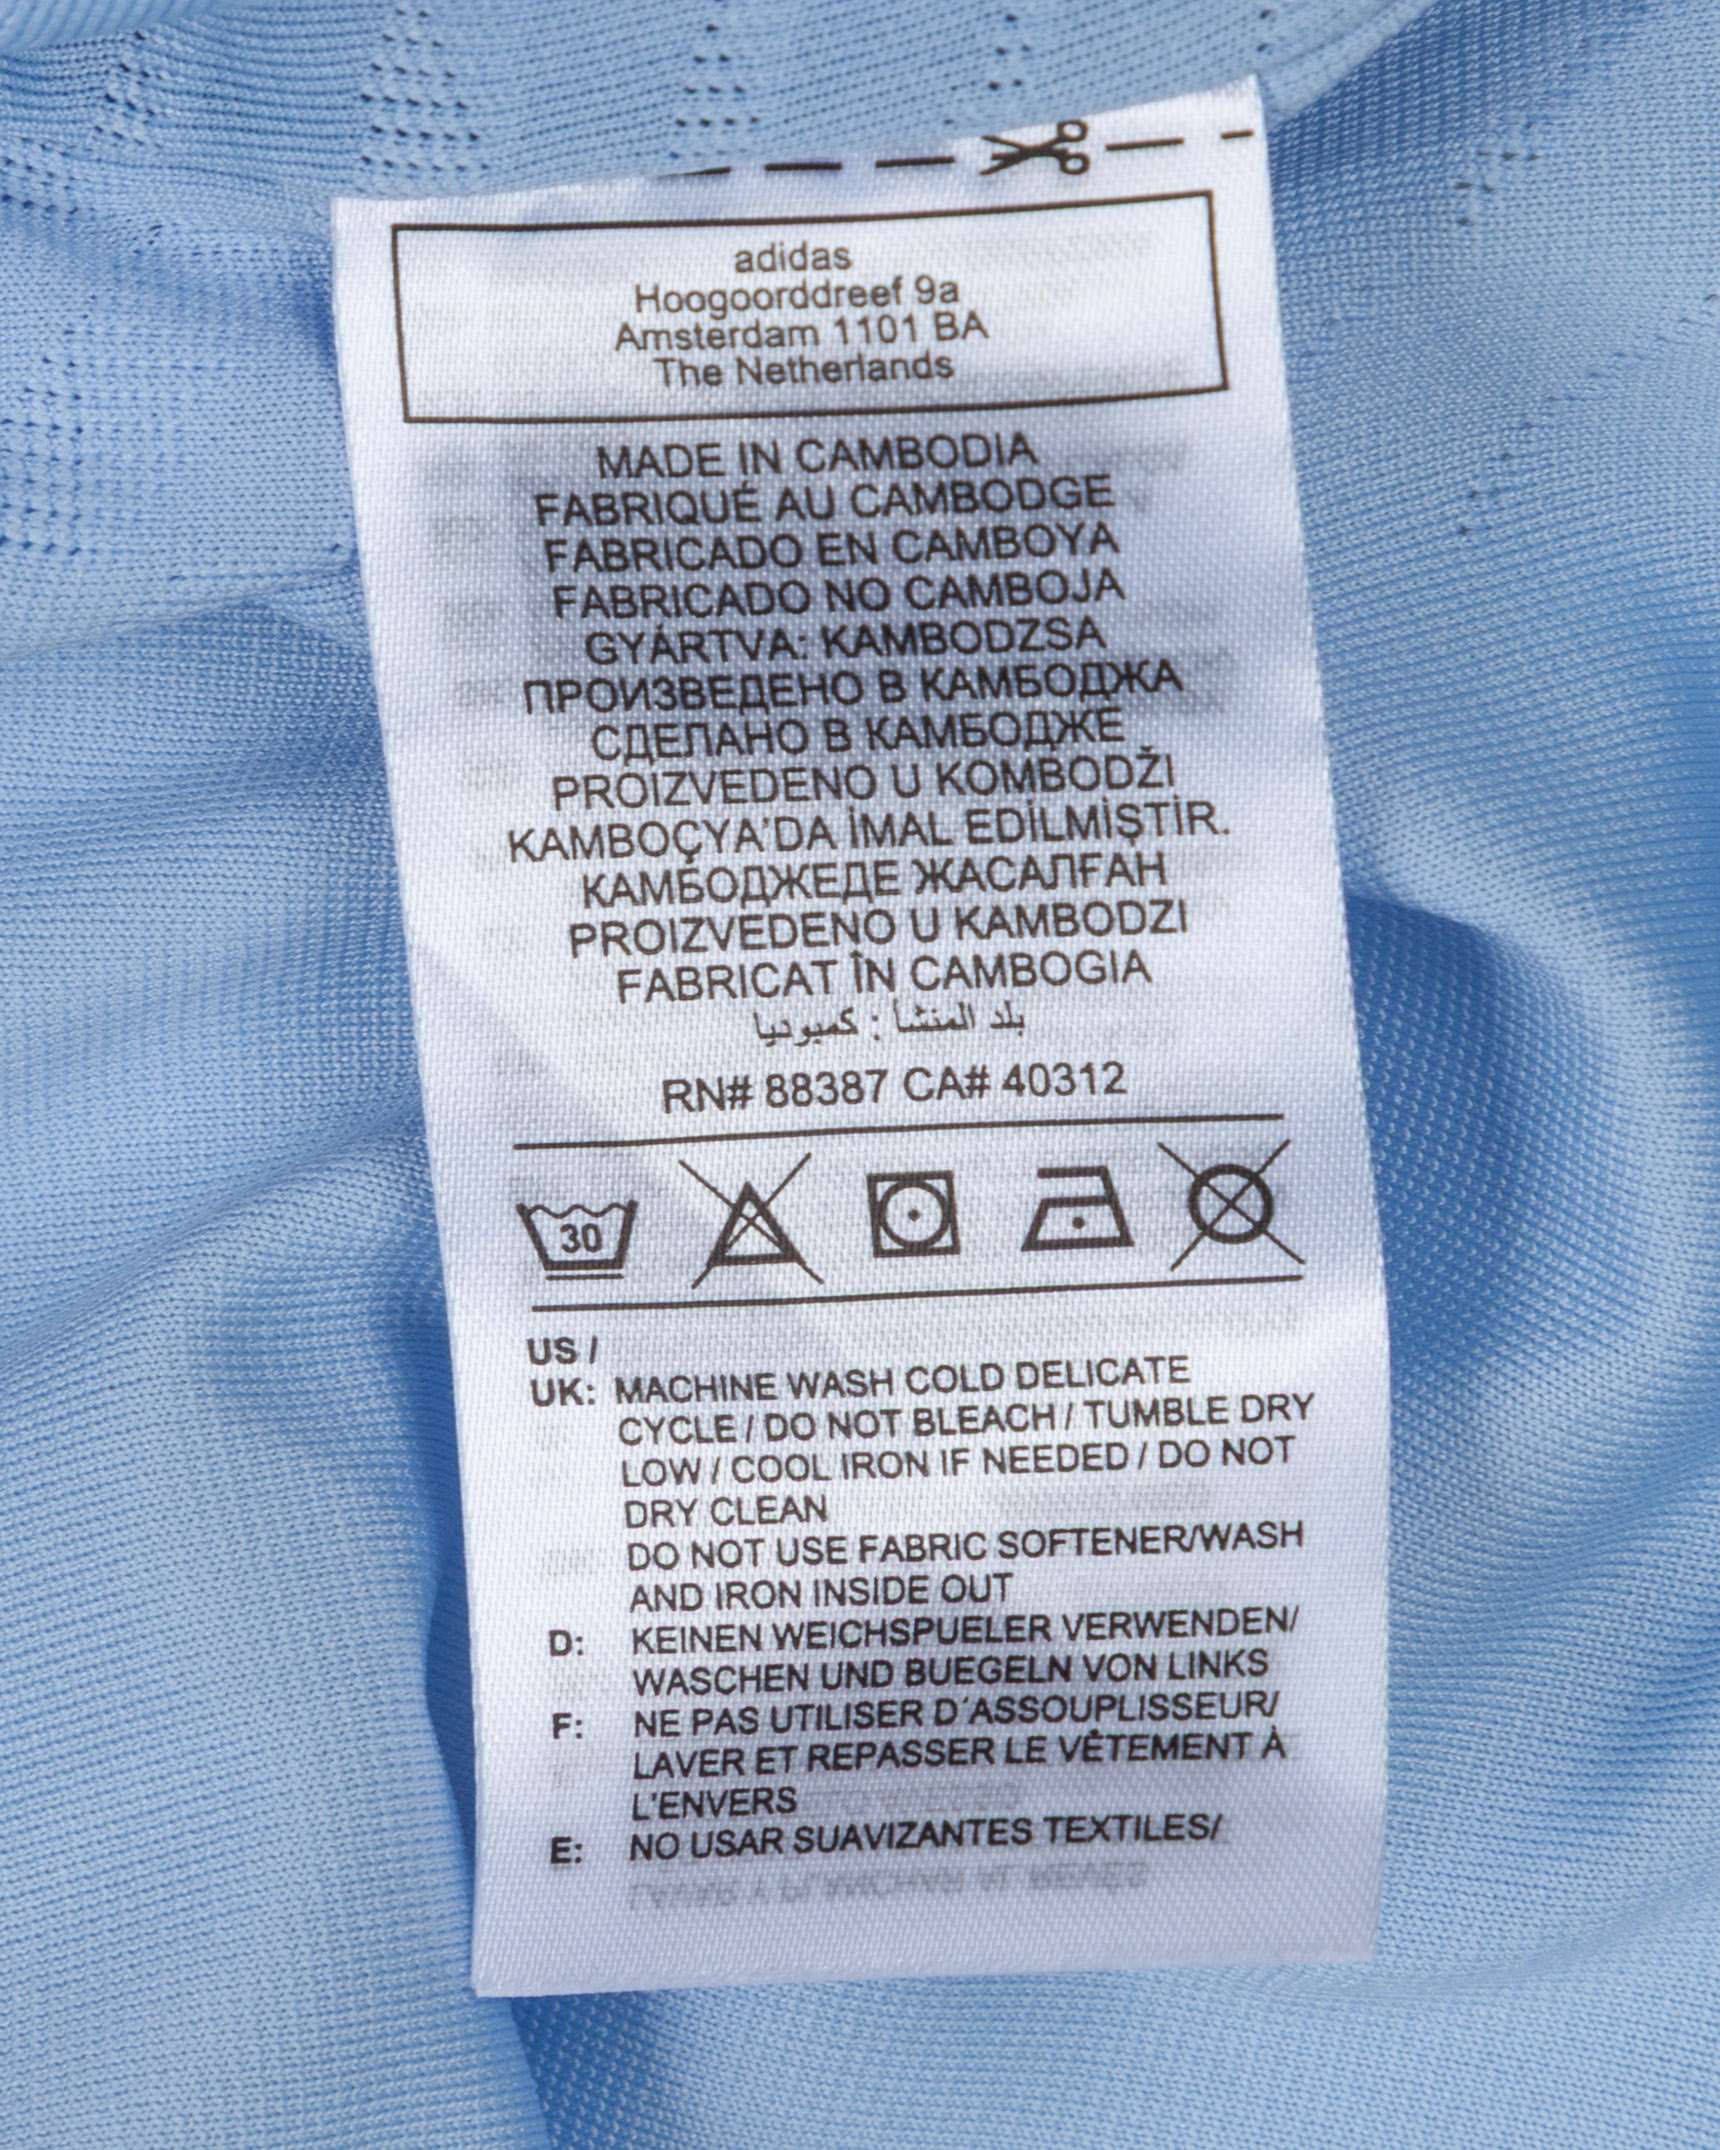 adidas
Hoogoorddreef 9a
Amsterdam 1101 BA
The Netherlands
MADE IN CAMBODIA
FABRIQUÉ AU CAMBODGE
FABRICADO EN CAMBOYA
FABRICADO NO CAMBOJA
GYÁRTVA: KAMBODZSA
ПРОИЗВЕДЕНО В КАМБОДЖА
СДЕЛАНО В КАМБОДЖЕ
PROIZVEDENO U KOMBODŽI
KAMBOÇYA'DA İMAL EDİLMİŞTİR.
КАМБОДЖЕДЕ ЖАСАЛҒАН
PROIZVEDENO U KAMBODZI
FABRICAT ÎN CAMBOGIA
بلد المنشأ : كمبوديا
RN# 88387 CA# 40312
30
US /
UK: MACHINE WASH COLD DELICATE
CYCLE / DO NOT BLEACH / TUMBLE DRY
LOW / COOL IRON IF NEEDED / DO NOT
DRY CLEAN
DO NOT USE FABRIC SOFTENER/WASH
AND IRON INSIDE OUT
D: KEINEN WEICHSPUELER VERWENDEN/
WASCHEN UND BUEGELN VON LINKS
F: NE PAS UTILISER D´ASSOUPLISSEUR/
LAVER ET REPASSER LE VÊTEMENT À
L'ENVERS
E: NO USAR SUAVIZANTES TEXTILES/